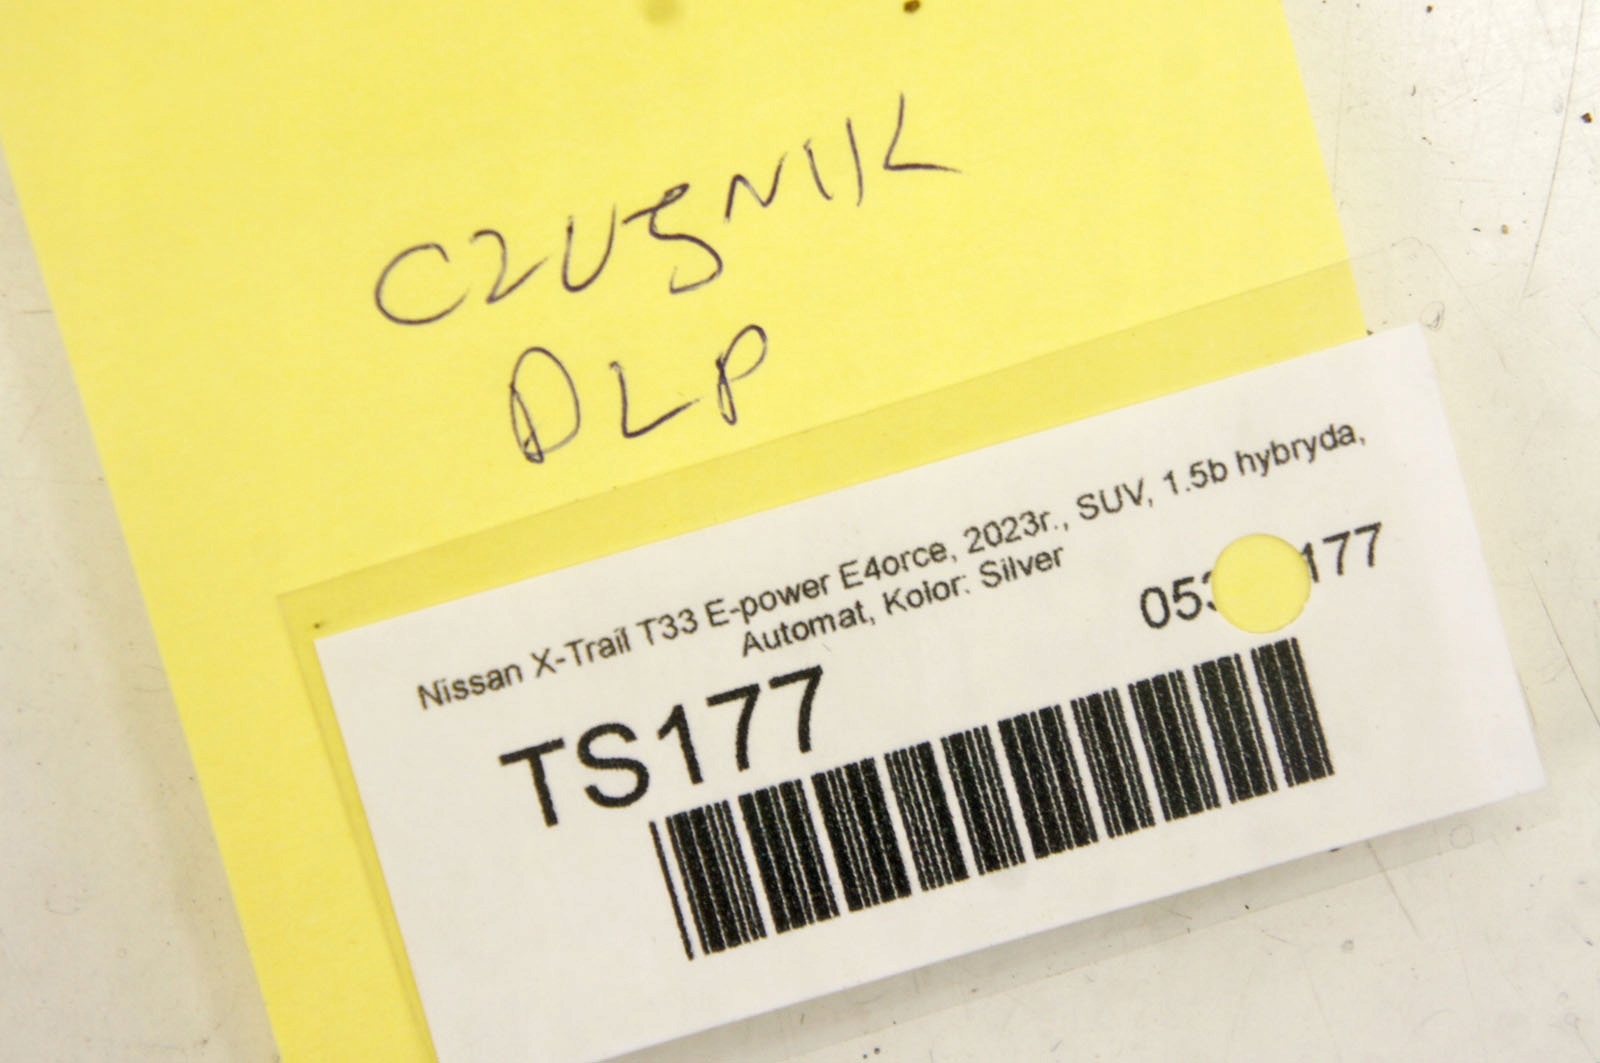 CZUJNIK
DLP
Nissan X-Trail T33 E-power E4orce, 2023r., SUV, 1.5b hybryda,
Automat, Kolor: Silver
TS177